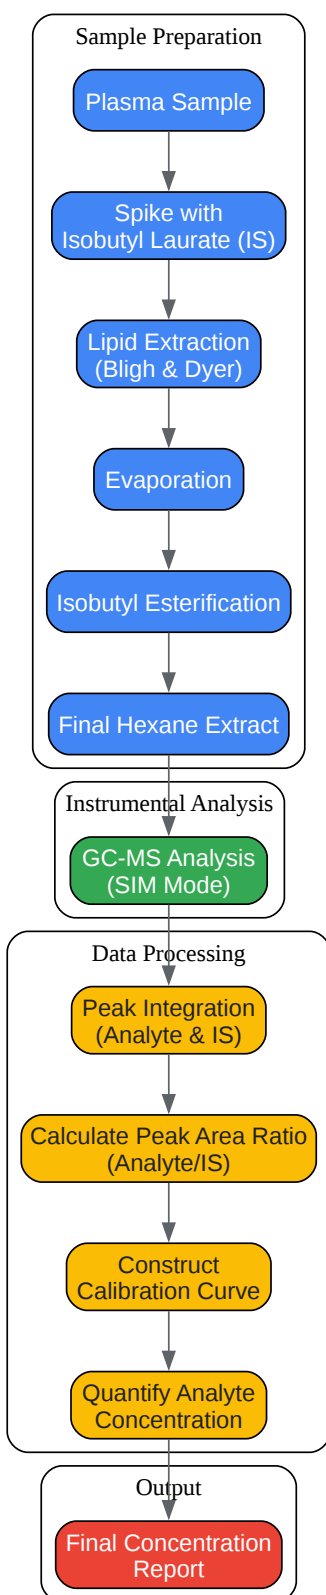 Sample Preparation
Plasma Sample
Spike with
Isobutyl Laurate (IS)
Lipid Extraction
(Bligh & Dyer)
Evaporation
Isobutyl Esterification
Final Hexane Extract
Instrumental Analysis
GC-MS Analysis
(SIM Mode)
Data Processing
Peak Integration
(Analyte & IS)
Calculate Peak Area Ratio
(Analyte/IS)
Construct
Calibration Curve
Quantify Analyte
Concentration
Output
Final Concentration
Report